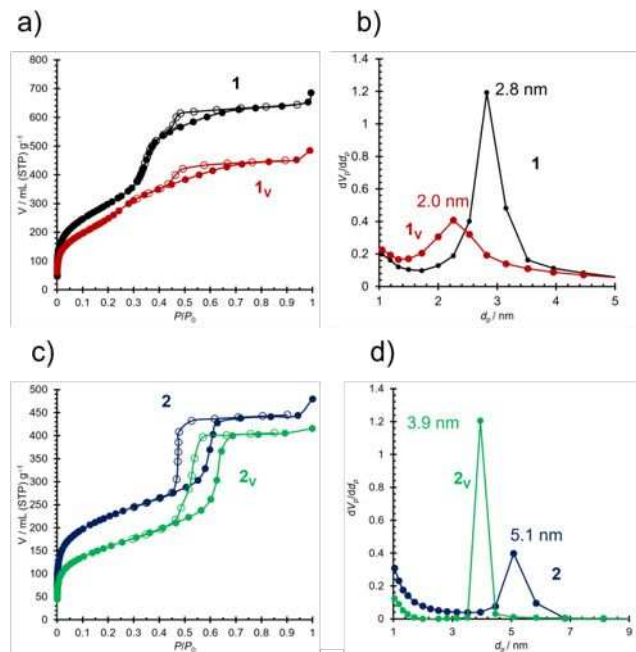 a)
b)
800
700
600
500
400
300
200
100
0
V / mL (STP) g⁻¹
1
1V
0 0.1 0.2 0.3 0.4 0.5 0.6 0.7 0.8 0.9 1
P/P₀
1.4
1.2
1
0.8
0.6
0.4
0.2
0
dVp/ddp
2.8 nm
1
2.0 nm
1V
1 2 3 4 5
dp / nm
c)
d)
500
450
400
350
300
250
200
150
100
50
0
V / mL (STP) g⁻¹
2
2V
0 0.1 0.2 0.3 0.4 0.5 0.6 0.7 0.8 0.9 1
P/P₀
1.4
1.2
1
0.8
0.6
0.4
0.2
0
dVp/ddp
3.9 nm
2V
5.1 nm
2
1 3 5 7 9
dp / nm